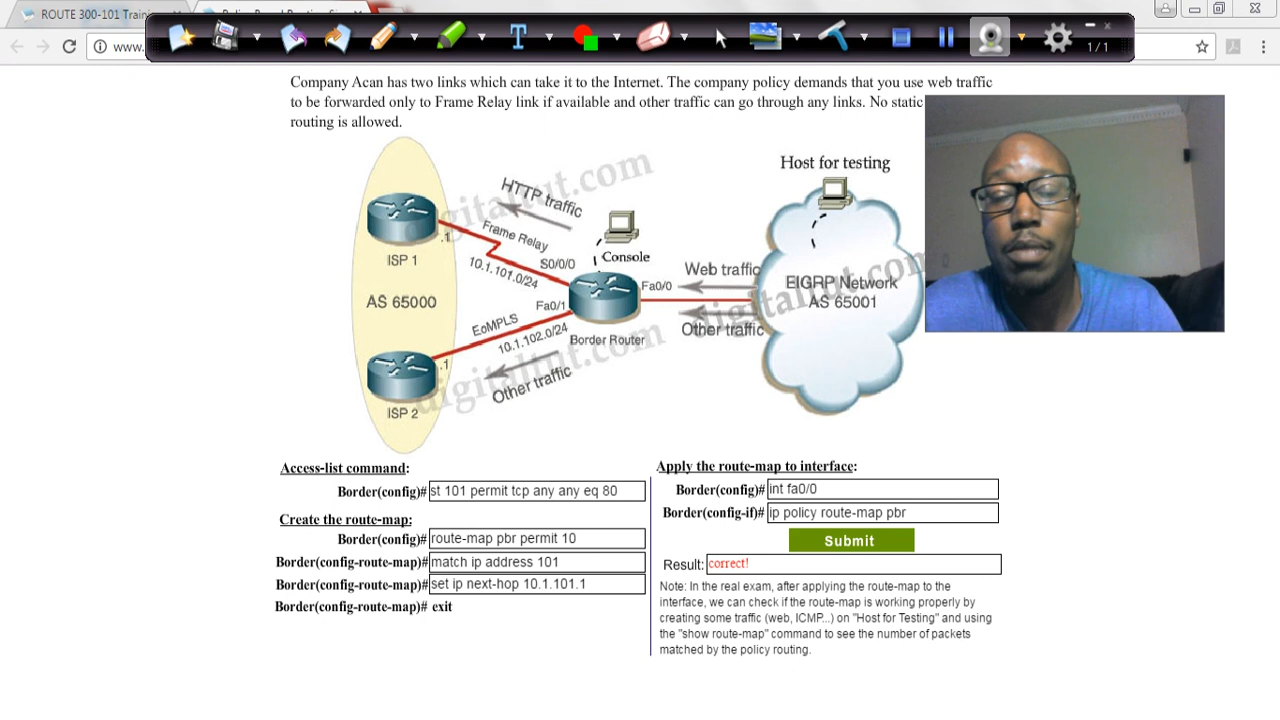 ROUTE 300-101 Traini
www.
T
1/1
Company Acan has two links which can take it to the Internet. The company policy demands that you use web traffic
to be forwarded only to Frame Relay link if available and other traffic can go through any links. No static
routing is allowed.
digitaltut.com
Host for testing
HTTP traffic
.1
Frame Relay
ISP 1
10.1.101.0/24
S0/0/0
Console
Web traffic
Fa0/0
EIGRP Network
AS 65001
AS 65000
Fa0/1
digitaltut.com
Other traffic
EoMPLS
10.1.102.0/24
Border Router
.1
Other traffic
digitaltut.com
ISP 2
Access-list command:
Border(config)# st 101 permit tcp any any eq 80
Create the route-map:
Border(config)# route-map pbr permit 10
Border(config-route-map)# match ip address 101
Border(config-route-map)# set ip next-hop 10.1.101.1
Border(config-route-map)# exit
Apply the route-map to interface:
Border(config)# int fa0/0
Border(config-if)# ip policy route-map pbr
Submit
Result: correct!
Note: In the real exam, after applying the route-map to the
interface, we can check if the route-map is working properly by
creating some traffic (web, ICMP...) on "Host for Testing" and using
the "show route-map" command to see the number of packets
matched by the policy routing.